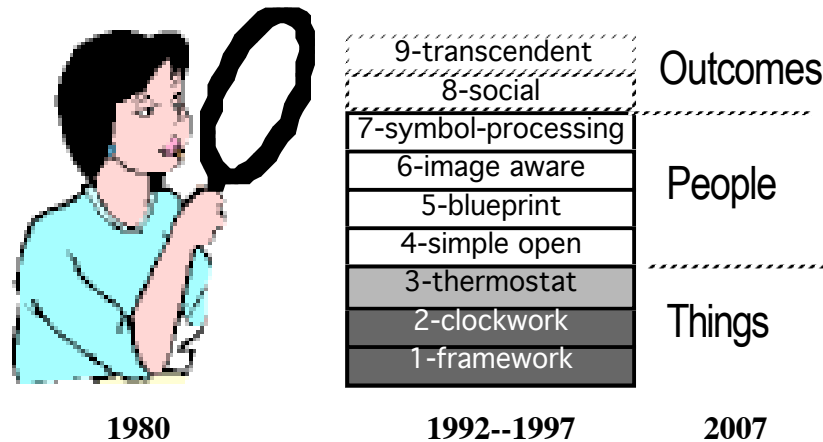 9-transcendent
8-social
7-symbol-processing
6-image aware
5-blueprint
4-simple open
3-thermostat
2-clockwork
1-framework
Outcomes
People
Things
1980
1992--1997
2007